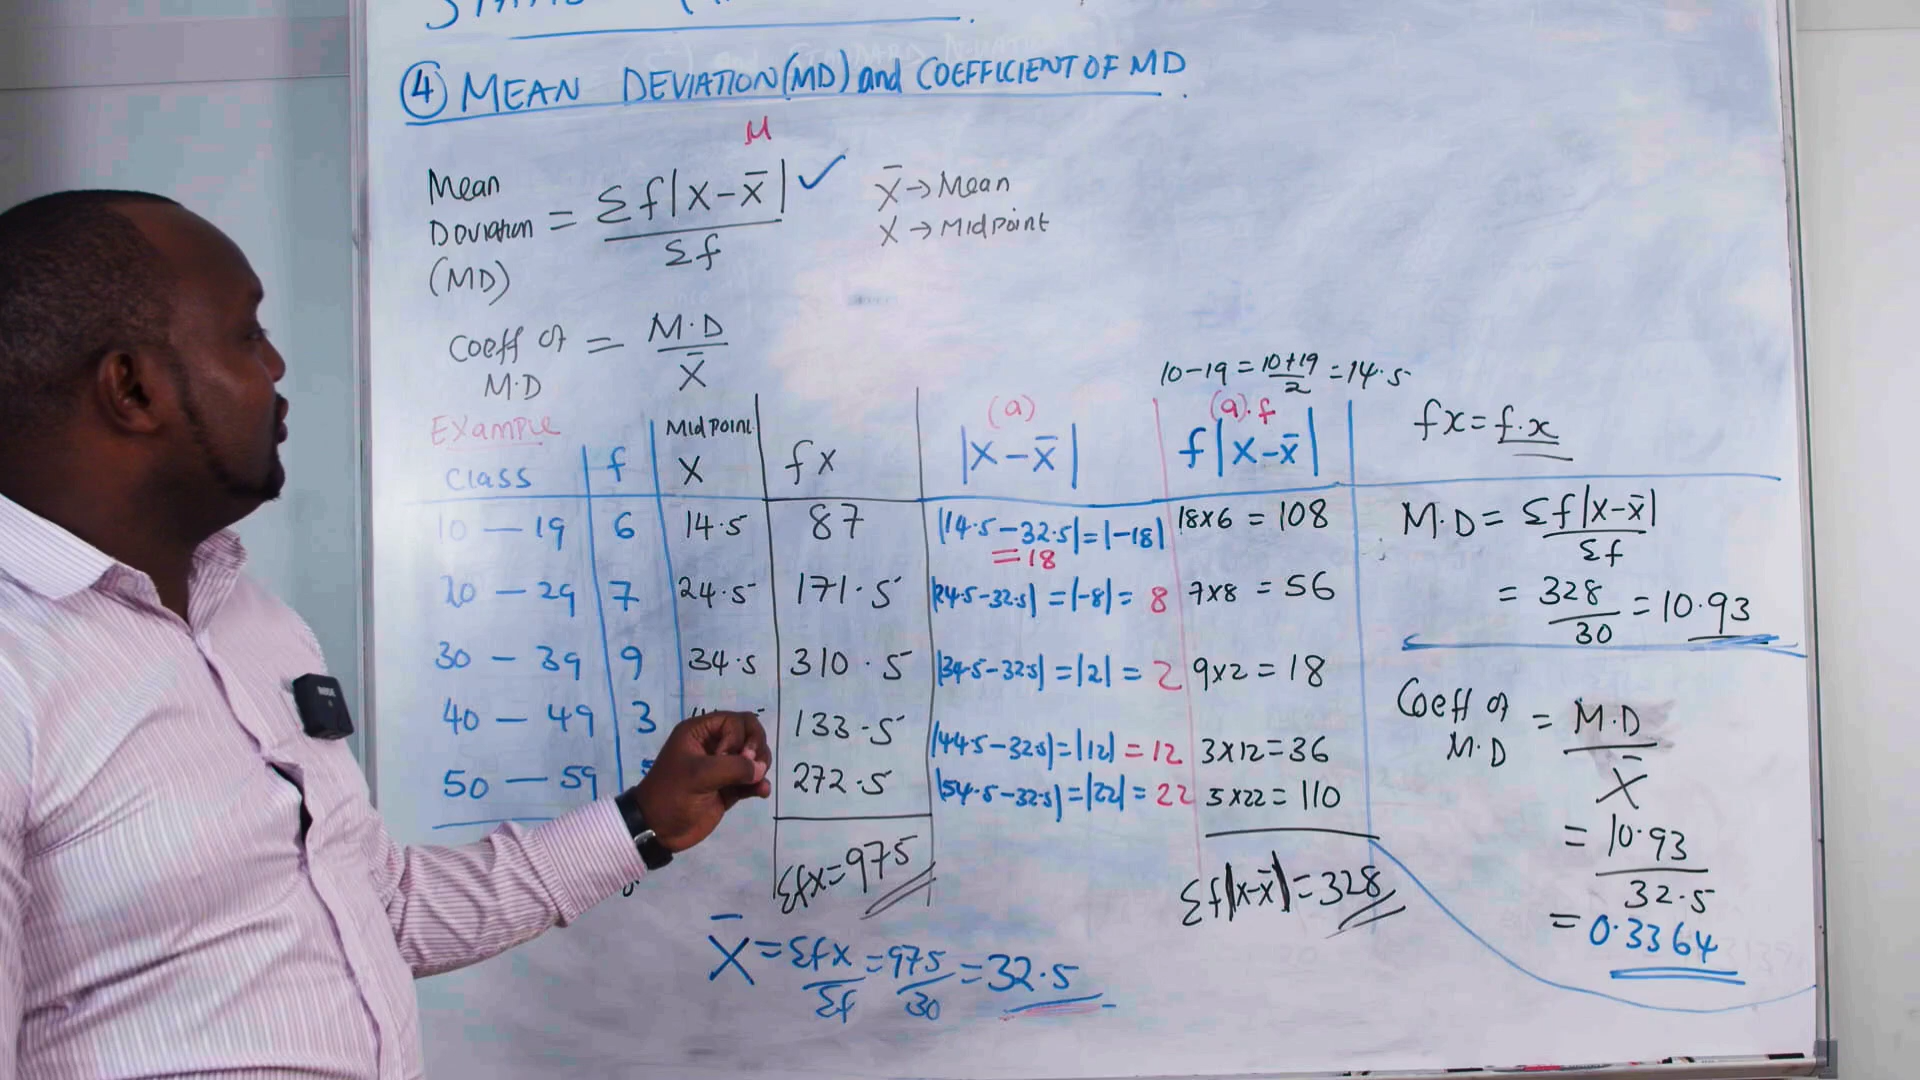 ④ MEAN DEVIATION (MD) and COEFFICIENT OF MD.
M
Mean Deviation (MD) = Σf|x-x̄| / Σf ✓
x̄ → Mean
X → Midpoint
Coeff of M.D = M.D / X̄
10-19 = 10+19 / 2 = 14.5
Example
(a) (a).f
fx = f.x
Class f Midpoint X fx |X-x̄| f|X-x̄|
10 — 19 6 14.5 87 |14.5-32.5| = |-18| = 18 18x6 = 108
20 — 29 7 24.5 171.5 |24.5-32.5| = |-8| = 8 7x8 = 56
30 — 39 9 34.5 310.5 |34.5-32.5| = |2| = 2 9x2 = 18
40 — 49 3 133.5 |44.5-32.5| = |12| = 12 3x12 = 36
50 — 59 272.5 |54.5-32.5| = |22| = 22 5x22 = 110
Σfx = 975
Σf|x-x̄| = 328
X̄ = Σfx / Σf = 975 / 30 = 32.5
M.D = Σf|X-x̄| / Σf
= 328 / 30 = 10.93
Coeff of M.D = M.D / X̄
= 10.93 / 32.5
= 0.3364